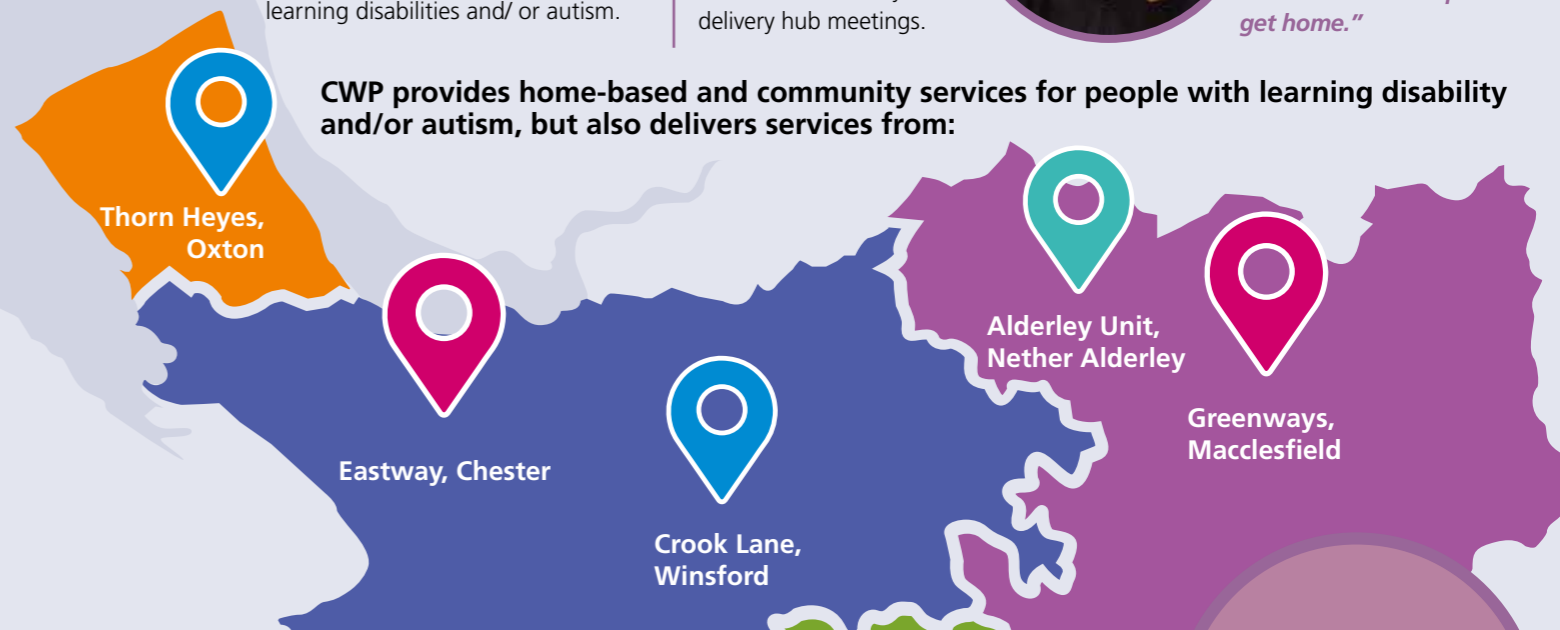 learning disabilities and/ or autism.
delivery hub meetings.
get home.”
CWP provides home-based and community services for people with learning disability
and/or autism, but also delivers services from:
Thorn Heyes,
Oxton
Alderley Unit,
Nether Alderley
Greenways,
Macclesfield
Eastway, Chester
Crook Lane,
Winsford